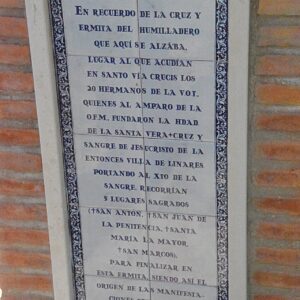 EN RECUERDO DE LA CRUZ Y
ERMITA DEL HUMILLADERO
QUE AQUÍ SE ALZÁBA,
LUGAR AL QUE ACUDÍAN
EN SANTO VÍA CRUCIS LOS
20 HERMANOS DE LA VOT.
QUIENES AL AMPARO DE LA
O.F.M. FUNDARON LA HDAD
DE LA SANTA VERA+CRUZ Y
SANGRE DE JESUCRISTO DE LA
ENTONCES VILLA DE LINARES
PORTANDO AL XTO DE LA
SANGRE, RECORRÍAN
5 LUGARES SAGRADOS
(†SAN ANTON, †SAN JUAN DE
LA PENITENCIA, †SANTA
MARÍA LA MAYOR,
†SAN MARCOS),
PARA FINALIZAR EN
ESTA ERMITA, SIENDO ASÍ EL
ORIGEN DE LAS MANIFESTA